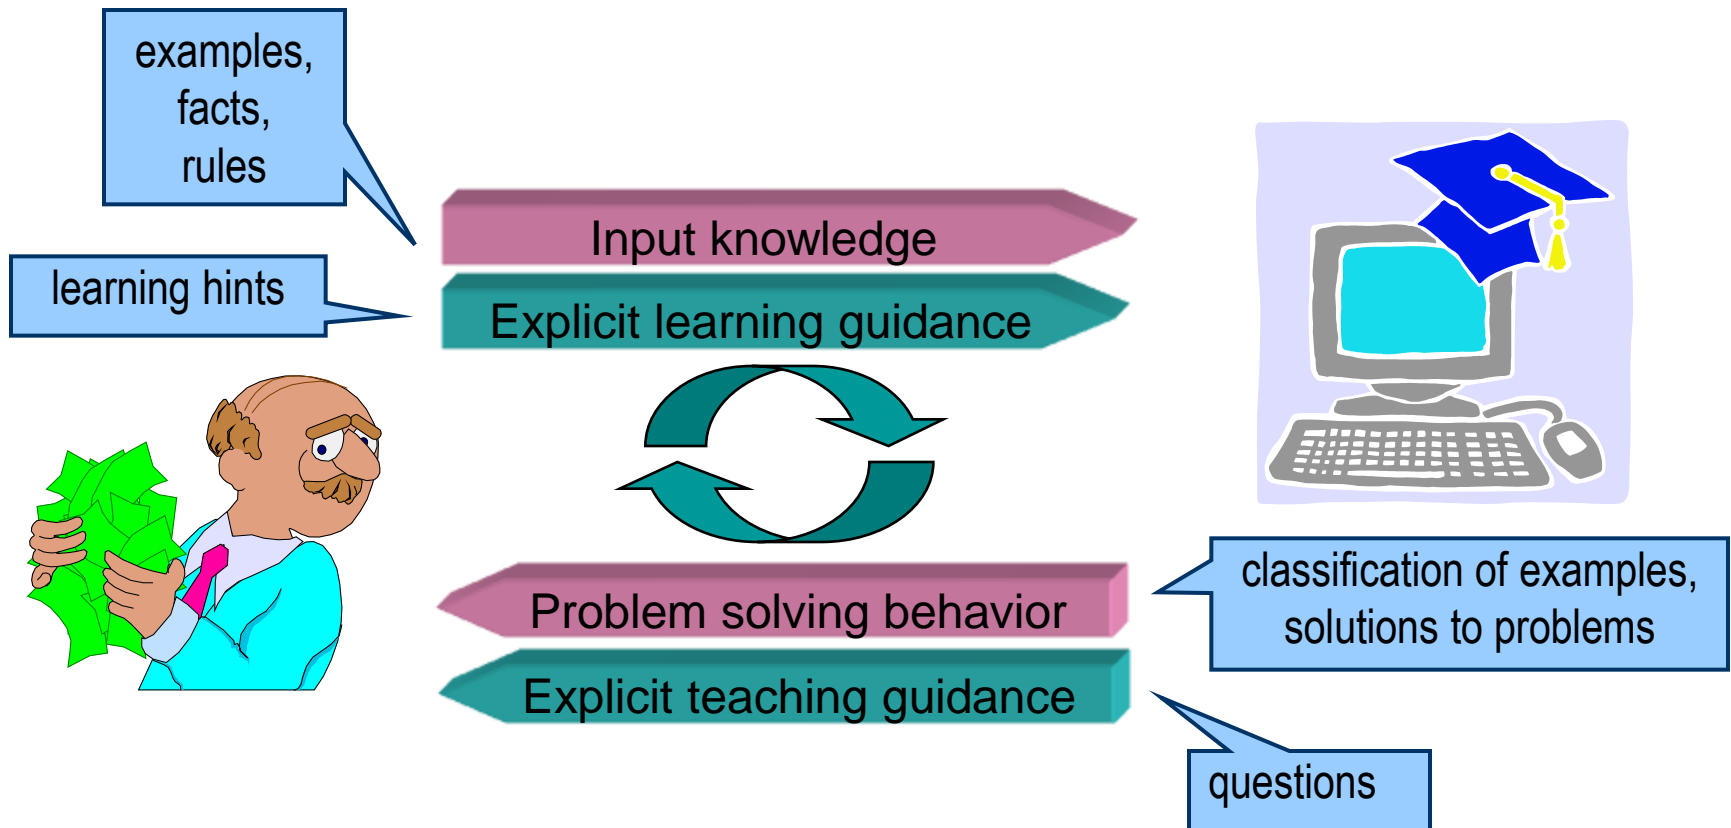 examples,
facts,
rules
Input knowledge
learning hints
Explicit learning guidance
Problem solving behavior
classification of examples,
solutions to problems
Explicit teaching guidance
questions